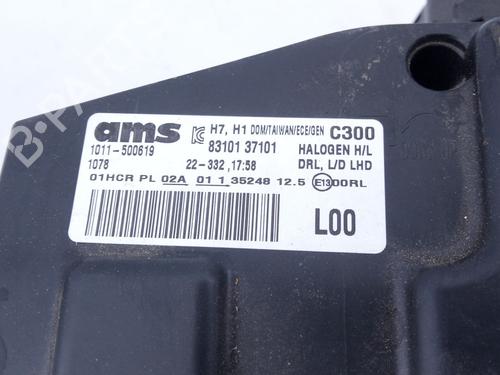 ams H7, H1 DOM/TAIWAN/ECE/GEN C300
1011-500619 83101 37101 HALOGEN H/L
1078 22-332 ,17:58 DRL, L/D LHD
01HCR PL 02A 01 1 35248 12.5 E13 00RL
L00
B-PARTS